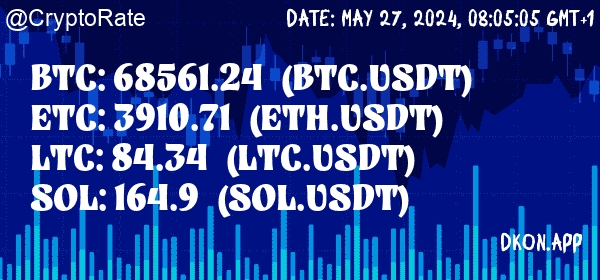 @CryptoRate
DATE: MAY 27, 2024, 08:05:05 GMT+1
BTC: 68561.24 (BTC.USDT)
ETC: 3910.71 (ETH.USDT)
LTC: 84.34 (LTC.USDT)
SOL: 164.9 (SOL.USDT)
DKON.APP